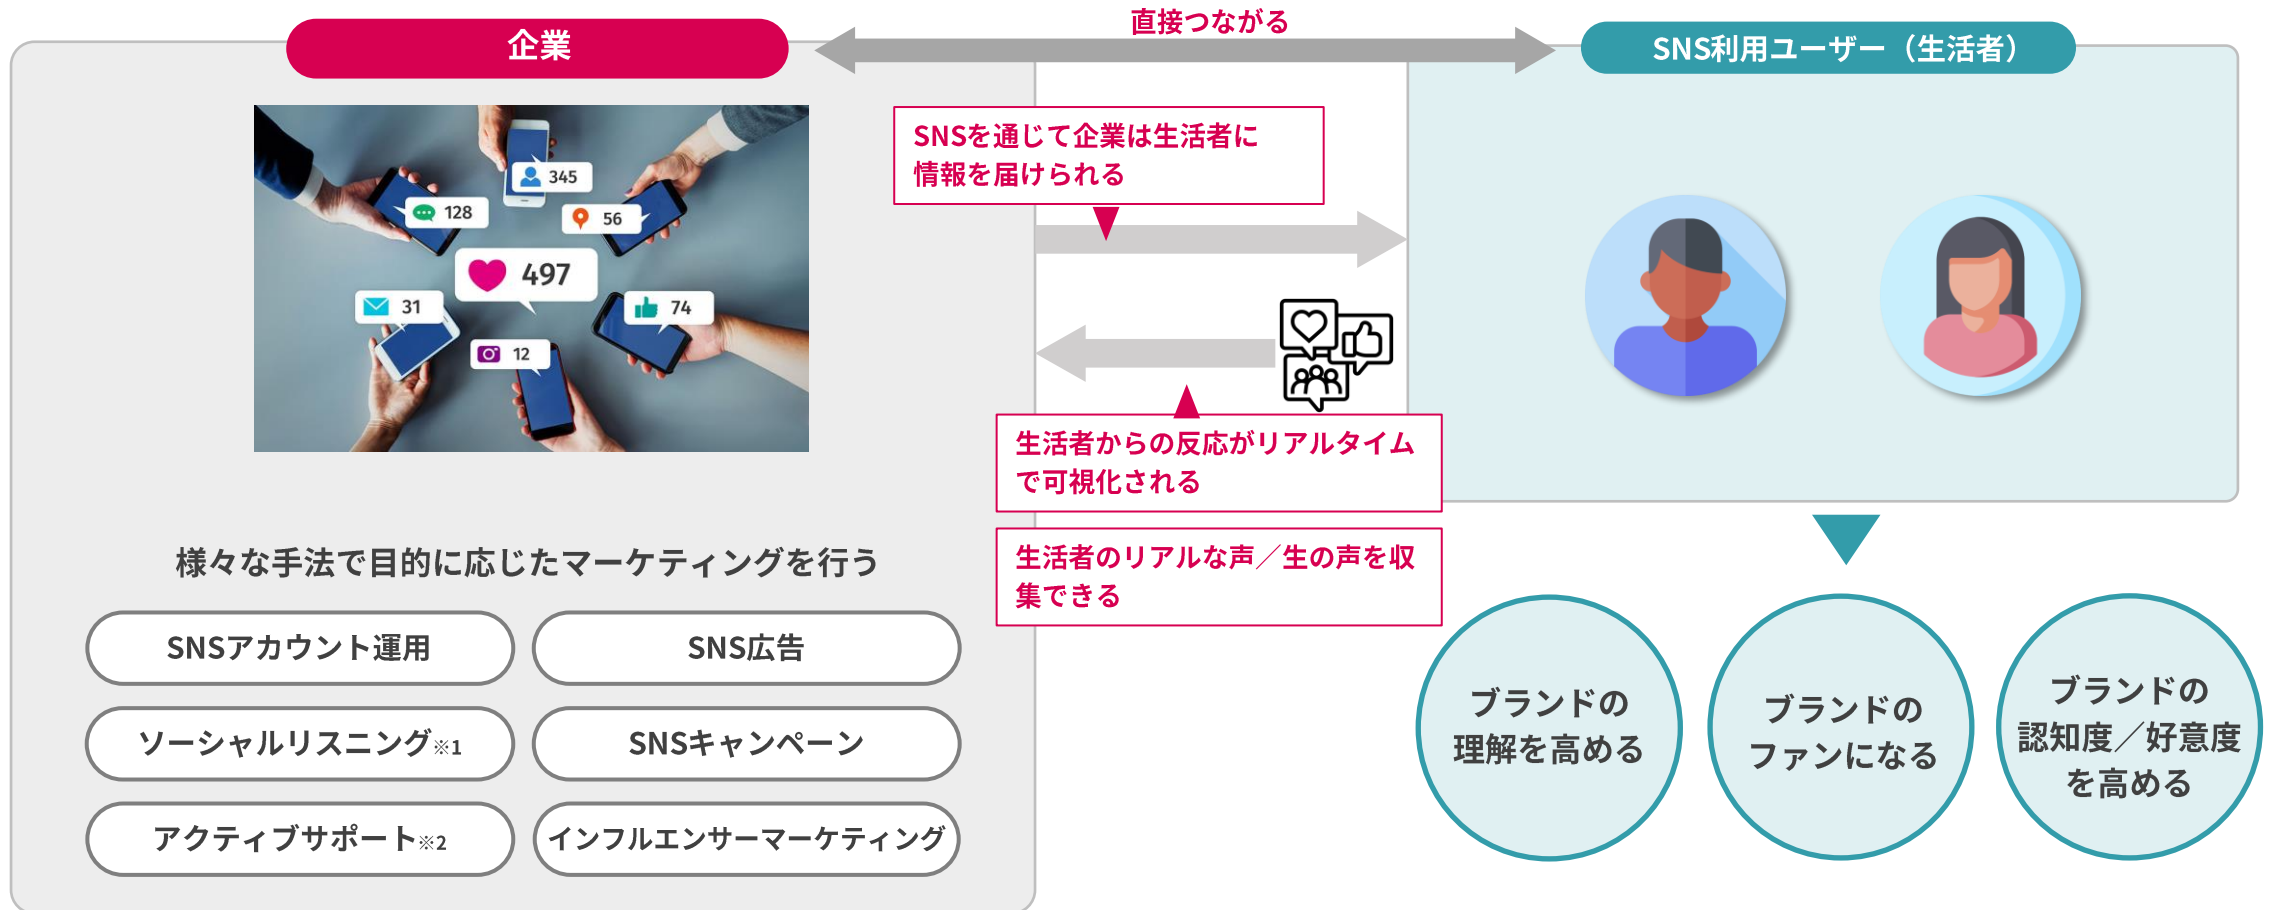 企業
直接つながる
SNS利用ユーザー（生活者）
SNSを通じて企業は生活者に
情報を届けられる
345
128
56
497
31
74
12
生活者からの反応がリアルタイム
で可視化される
生活者のリアルな声／生の声を収
集できる
様々な手法で目的に応じたマーケティングを行う
SNSアカウント運用
SNS広告
ソーシャルリスニング※1
SNSキャンペーン
アクティブサポート※2
インフルエンサーマーケティング
ブランドの
理解を高める
ブランドの
ファンになる
ブランドの
認知度／好意度
を高める